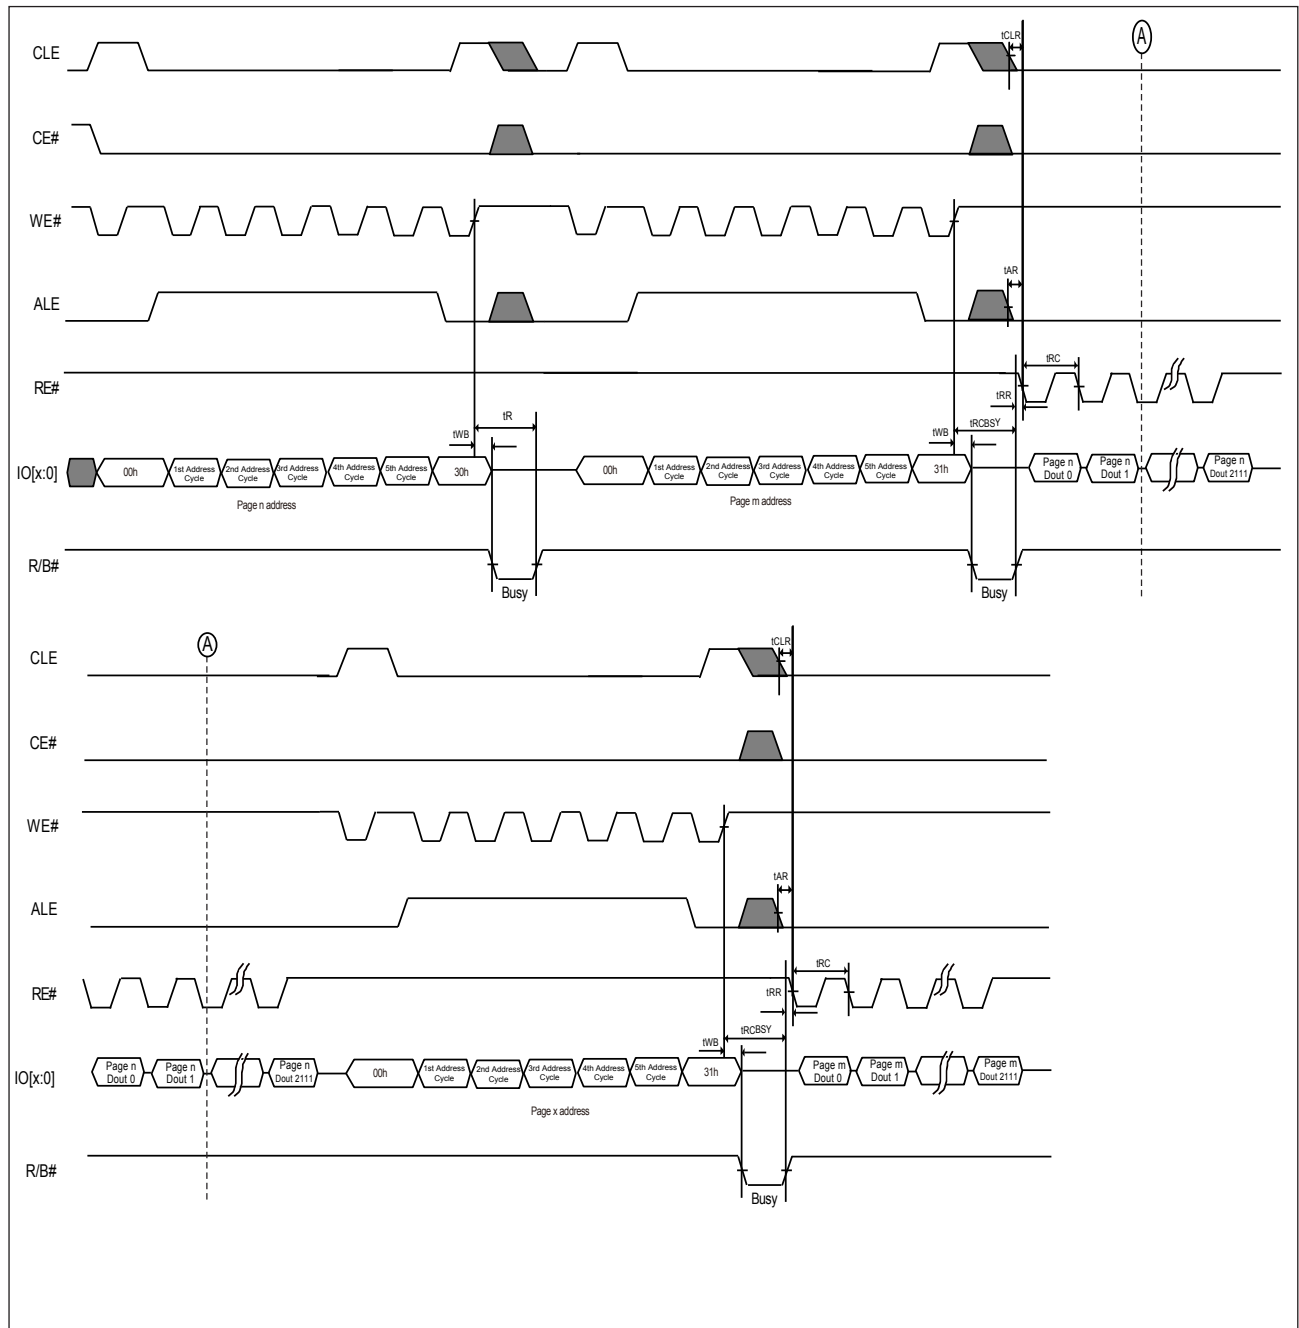 CLE
tCLR
A
CE#
WE#
ALE
tAR
RE#
tRC
tRR
tR
tWB
tWB
tRCBSY
IO[x:0]
00h
1st Address Cycle
2nd Address Cycle
3rd Address Cycle
4th Address Cycle
5th Address Cycle
30h
00h
1st Address Cycle
2nd Address Cycle
3rd Address Cycle
4th Address Cycle
5th Address Cycle
31h
Page n Dout 0
Page n Dout 1
Page n Dout 2111
Page n address
Page m address
R/B#
Busy
Busy
A
CLE
tCLR
CE#
WE#
ALE
tAR
RE#
tRC
tRR
tWB
tRCBSY
IO[x:0]
Page n Dout 0
Page n Dout 1
Page n Dout 2111
00h
1st Address Cycle
2nd Address Cycle
3rd Address Cycle
4th Address Cycle
5th Address Cycle
31h
Page m Dout 0
Page m Dout 1
Page m Dout 2111
Page x address
R/B#
Busy